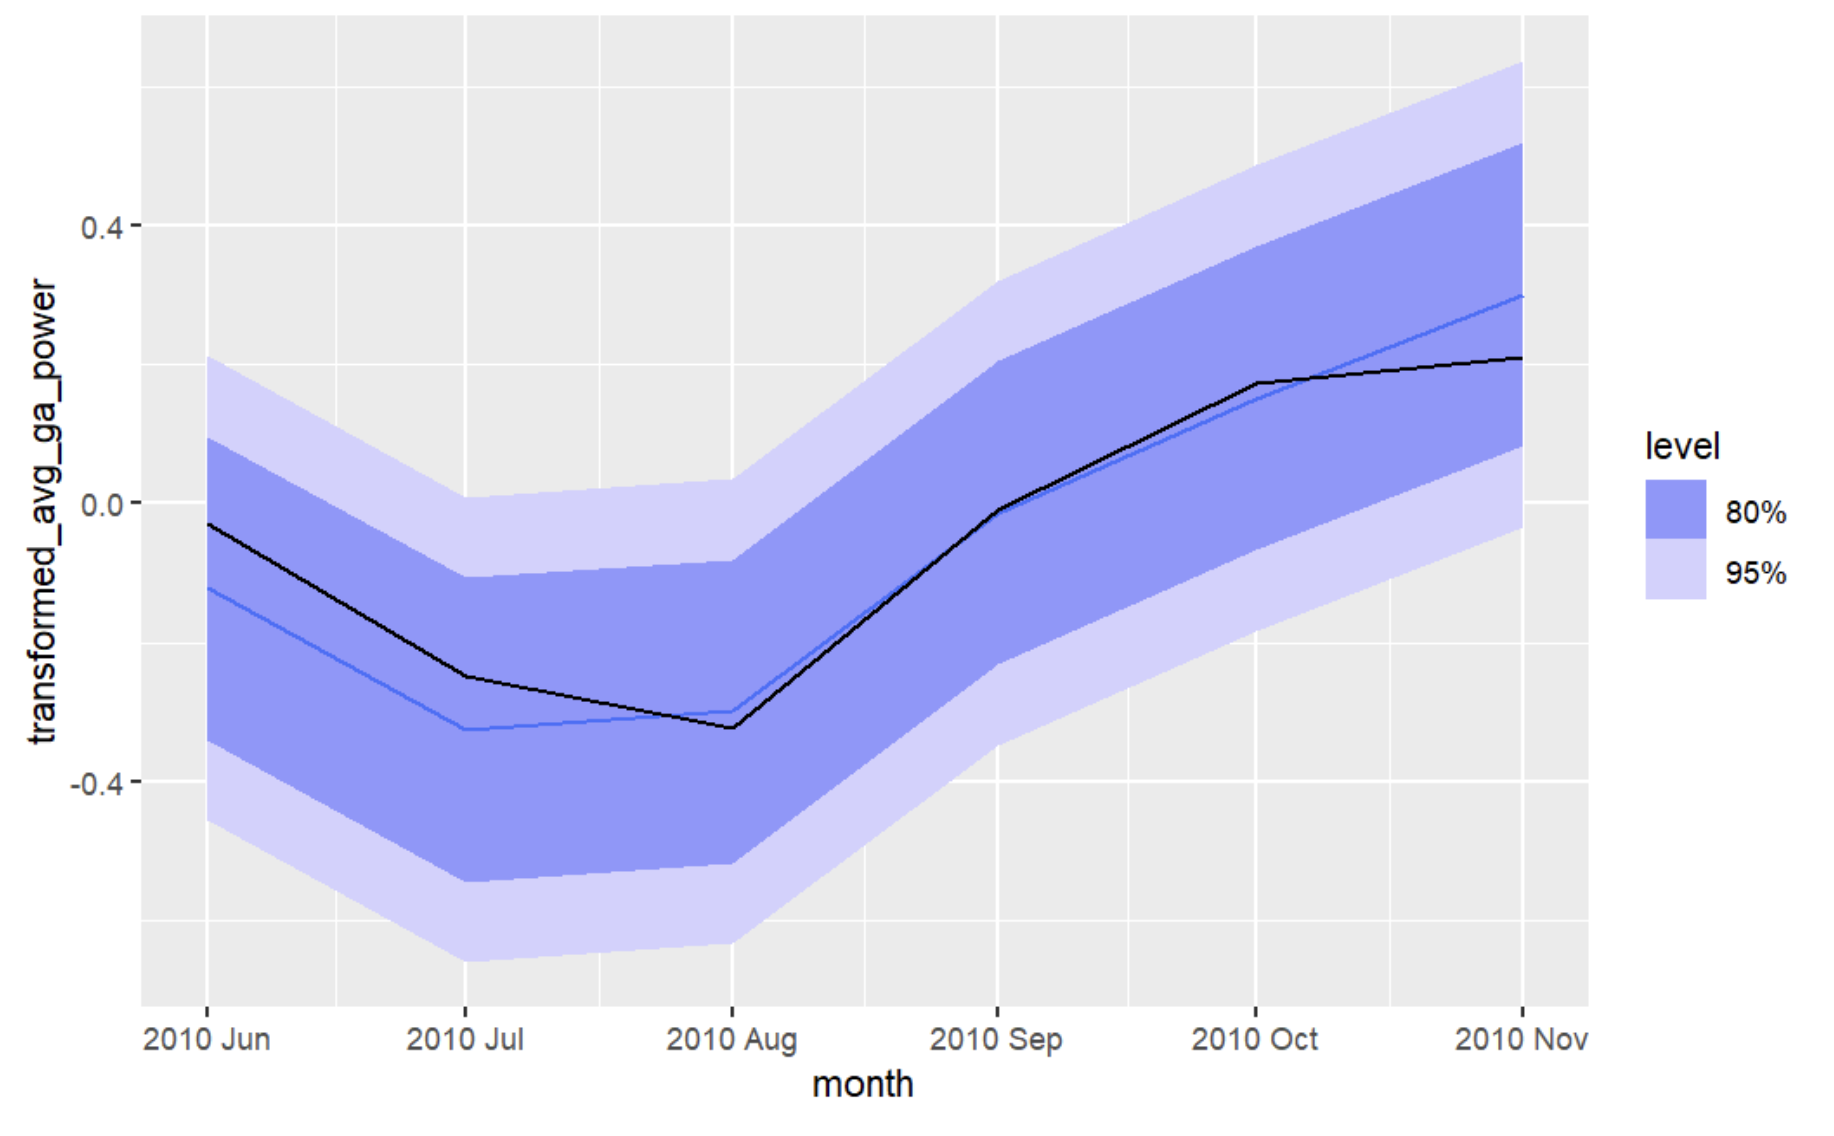 transformed_avg_ga_power
0.4
0.0
-0.4
2010 Jun
2010 Jul
2010 Aug
2010 Sep
2010 Oct
2010 Nov
month
level
80%
95%